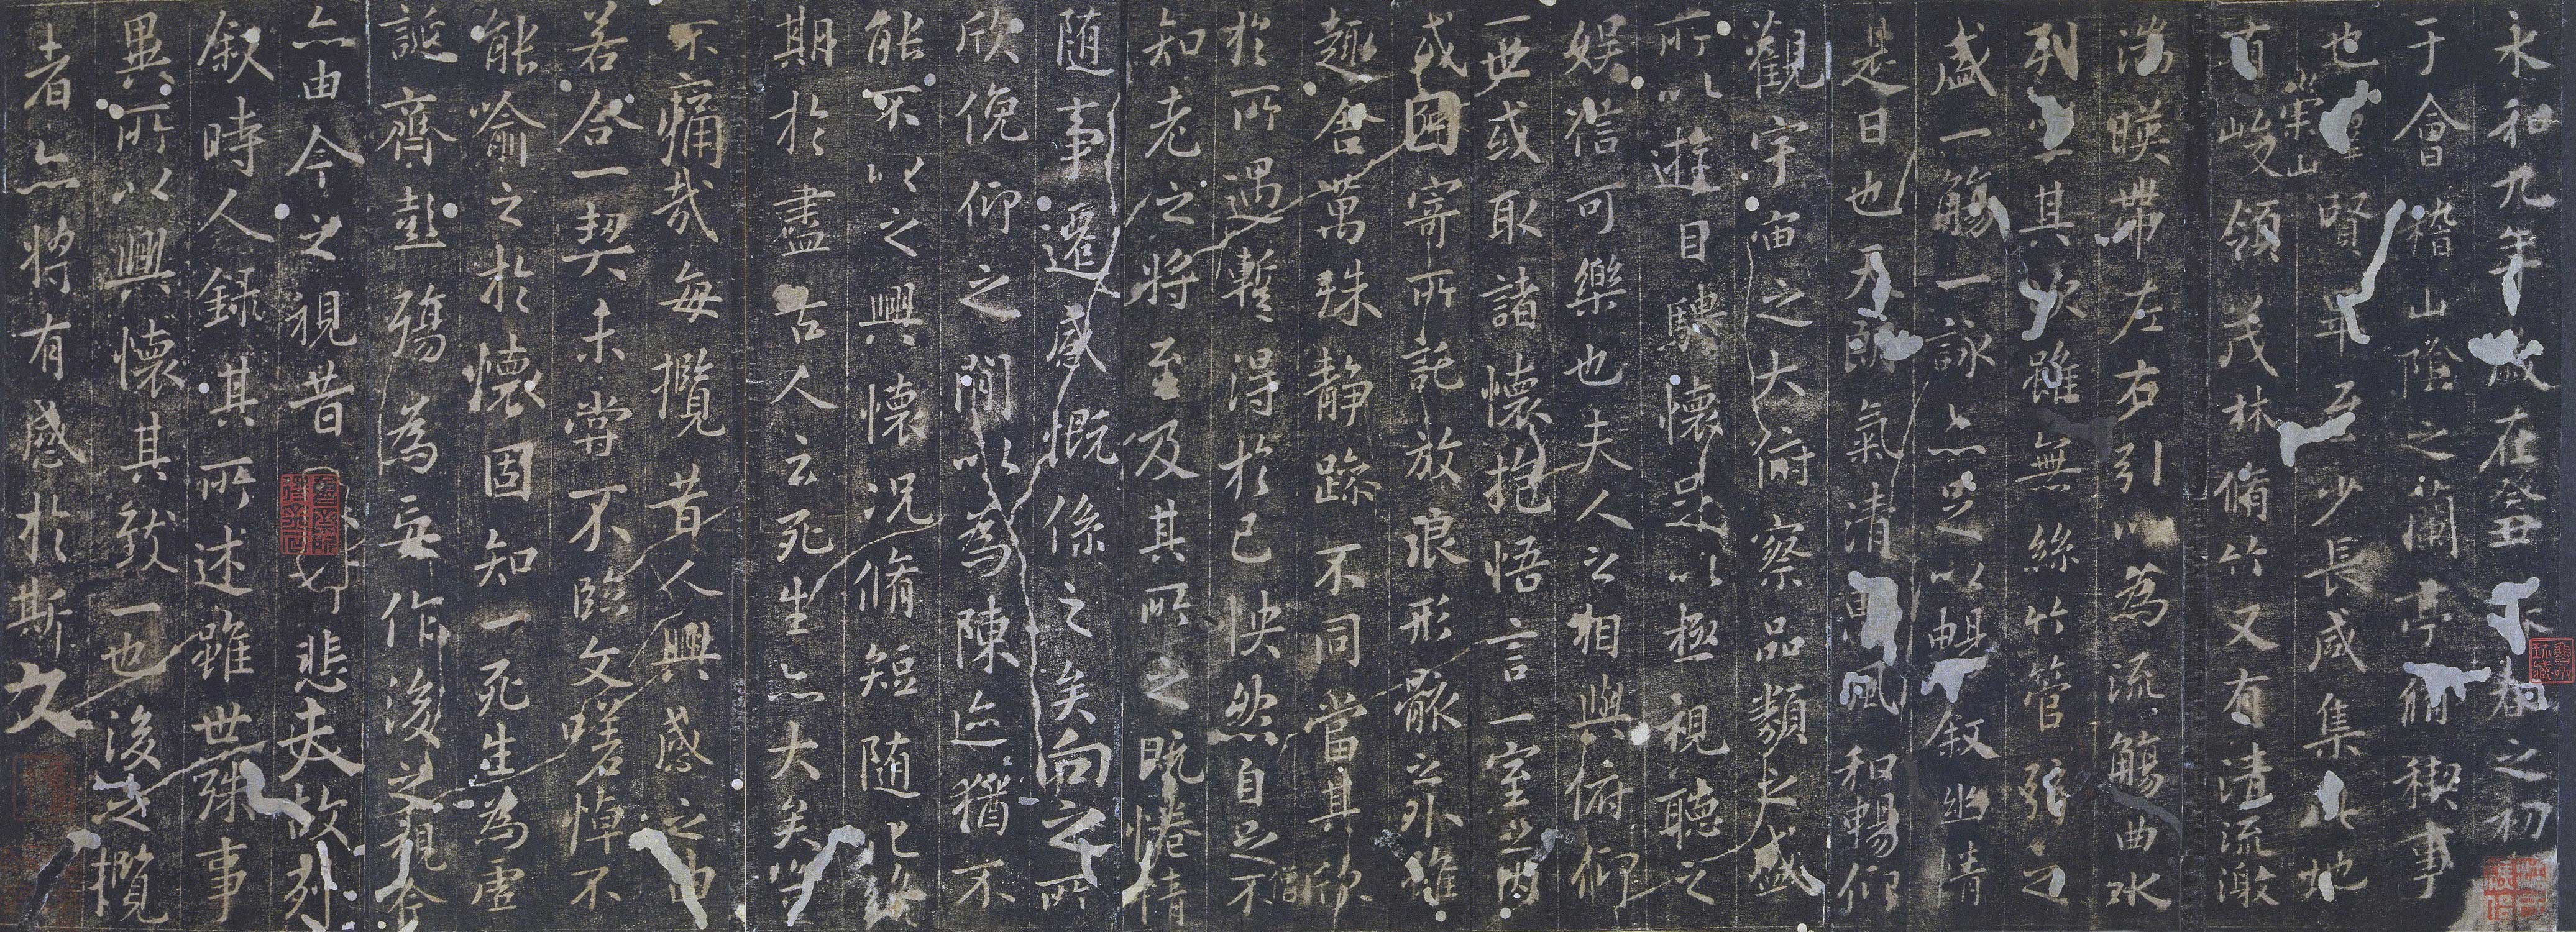 永和九年歲在癸丑暮春之初會
于會稽山陰之蘭亭脩稧事
也羣賢畢至少長咸集此地
有崇山峻領茂林脩竹又有清流激
湍暎帶左右引以為流觴曲水
列坐其次雖無絲竹管弦之
盛一觴一詠亦足以暢敘幽情
是日也天朗氣清惠風和暢仰
觀宇宙之大俯察品類之盛
所以遊目騁懷足以極視聽之
娛信可樂也夫人之相與俯仰
一世或取諸懷抱悟言一室之內
或因寄所託放浪形骸之外雖
趣舍萬殊靜躁不同當其欣
於所遇暫得於己怏然自足不
知老之將至及其所之既惓情
隨事遷感慨係之矣向之所
欣俛仰之間以為陳迹猶不
能不以之興懷況脩短隨化終
期於盡古人云死生亦大矣豈
不痛哉每攬昔人興感之由
若合一契未嘗不臨文嗟悼不
能喻之於懷固知一死生為虛
誕齊彭殤為妄作後之視今
亦由今之視昔悲夫故列
敘時人錄其所述雖世殊事
異所以興懷其致一也後之攬
者亦將有感於斯文